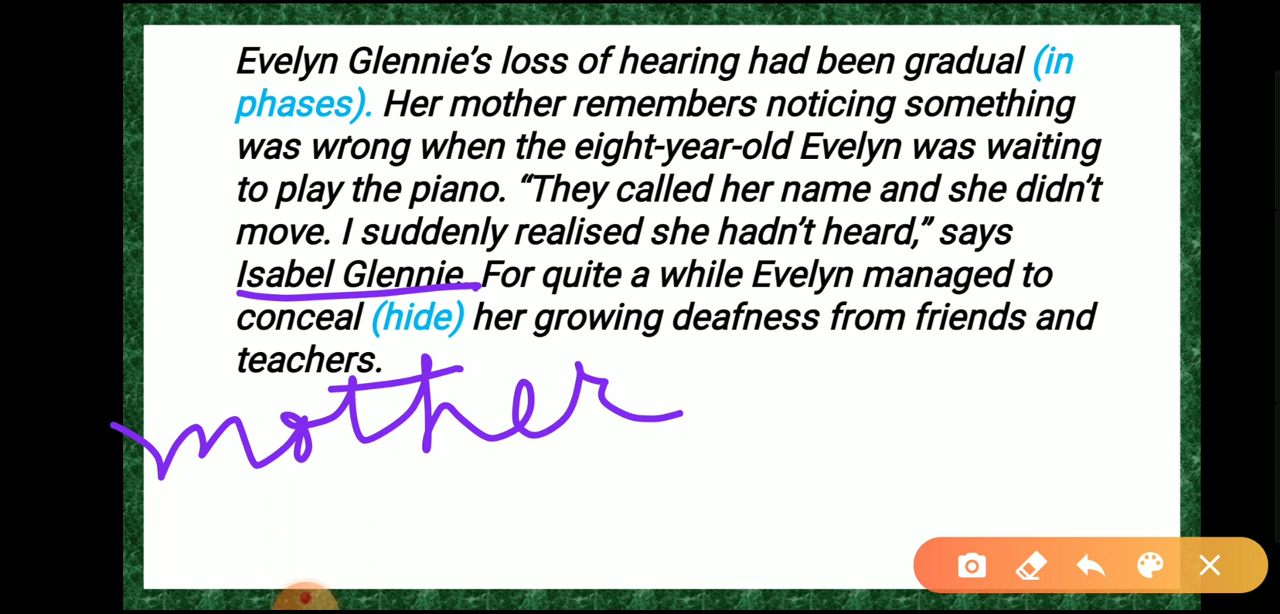 Evelyn Glennie’s loss of hearing had been gradual (in
phases). Her mother remembers noticing something
was wrong when the eight-year-old Evelyn was waiting
to play the piano. “They called her name and she didn’t
move. I suddenly realised she hadn’t heard,” says
Isabel Glennie. For quite a while Evelyn managed to
conceal (hide) her growing deafness from friends and
teachers.
mother